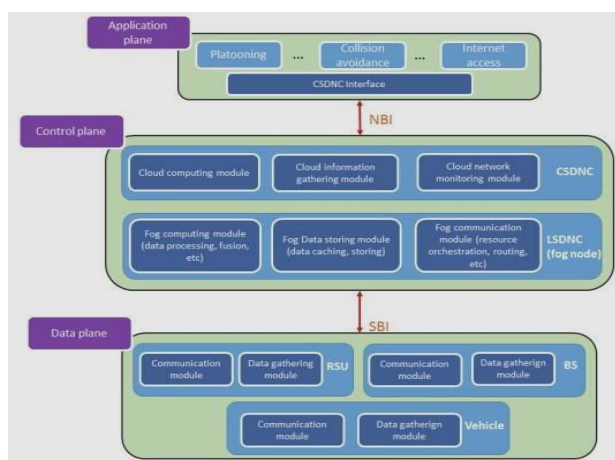 Application plane
Platooning ... Collision avoidance ... Internet access
CSDNC Interface
NBI
Control plane
Cloud computing module
Cloud information
gathering module
Cloud network
monitoring module
CSDNC
Fog computing module
(data processing, fusion,
etc)
Fog Data storing module
(data caching, storing)
Fog communication
module (resource
orchestration, routing,
etc)
LSDNC
(fog node)
SBI
Data plane
Communication
module
Data gathering
module
RSU
Communication
module
Data gatherign
module
BS
Communication
module
Data gatherign
module
Vehicle